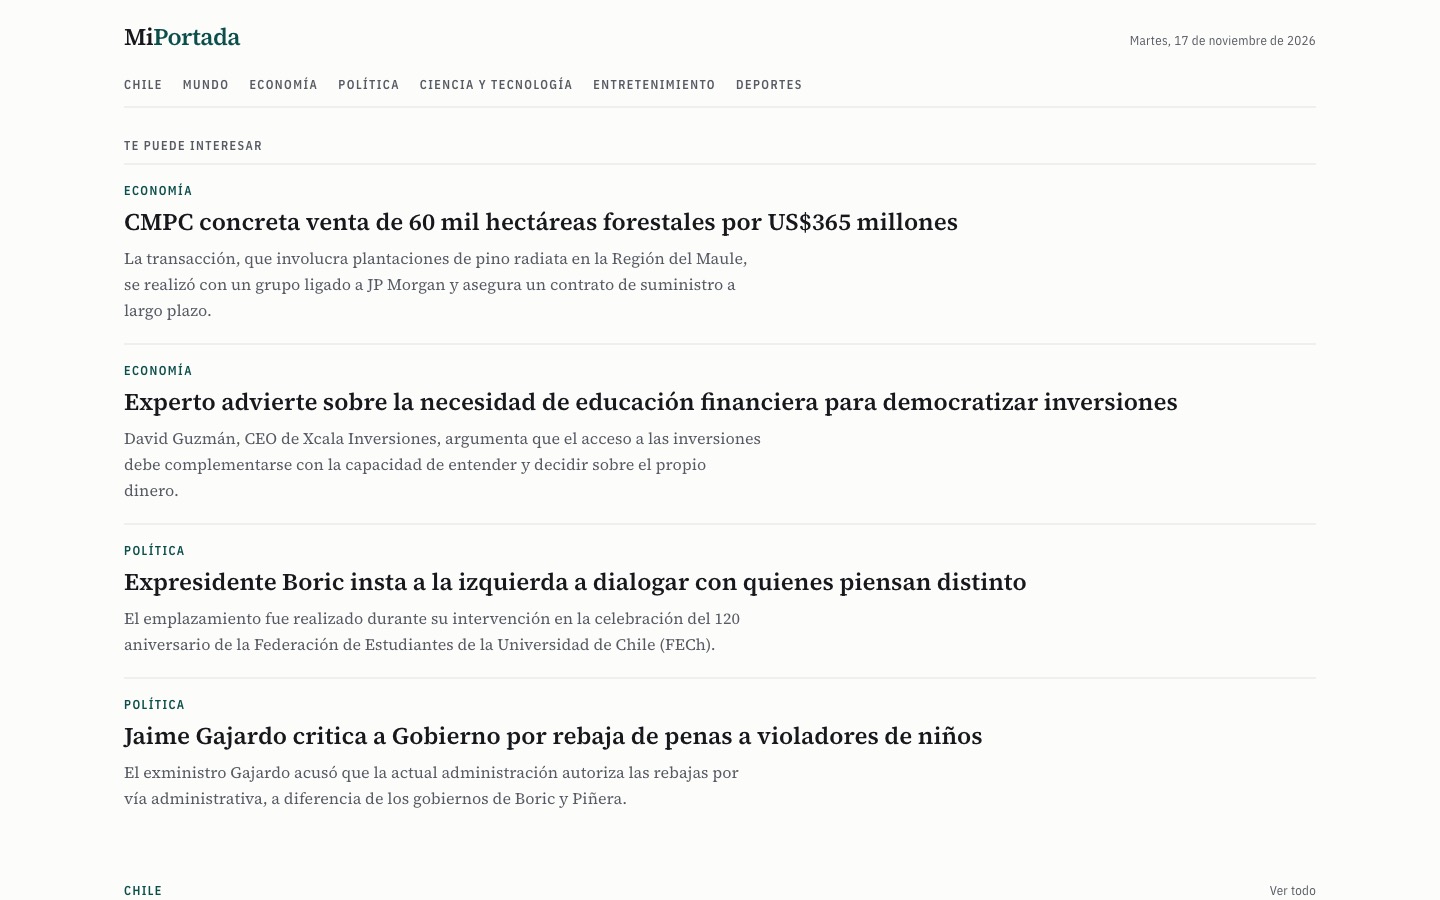 MiPortada
Martes, 17 de noviembre de 2026
CHILE MUNDO ECONOMÍA POLÍTICA CIENCIA Y TECNOLOGÍA ENTRETENIMIENTO DEPORTES
TE PUEDE INTERESAR
ECONOMÍA
CMPC concreta venta de 60 mil hectáreas forestales por US$365 millones
La transacción, que involucra plantaciones de pino radiata en la Región del Maule,
se realizó con un grupo ligado a JP Morgan y asegura un contrato de suministro a
largo plazo.
ECONOMÍA
Experto advierte sobre la necesidad de educación financiera para democratizar inversiones
David Guzmán, CEO de Xcala Inversiones, argumenta que el acceso a las inversiones
debe complementarse con la capacidad de entender y decidir sobre el propio
dinero.
POLÍTICA
Expresidente Boric insta a la izquierda a dialogar con quienes piensan distinto
El emplazamiento fue realizado durante su intervención en la celebración del 120
aniversario de la Federación de Estudiantes de la Universidad de Chile (FECh).
POLÍTICA
Jaime Gajardo critica a Gobierno por rebaja de penas a violadores de niños
El exministro Gajardo acusó que la actual administración autoriza las rebajas por
vía administrativa, a diferencia de los gobiernos de Boric y Piñera.
CHILE
Ver todo